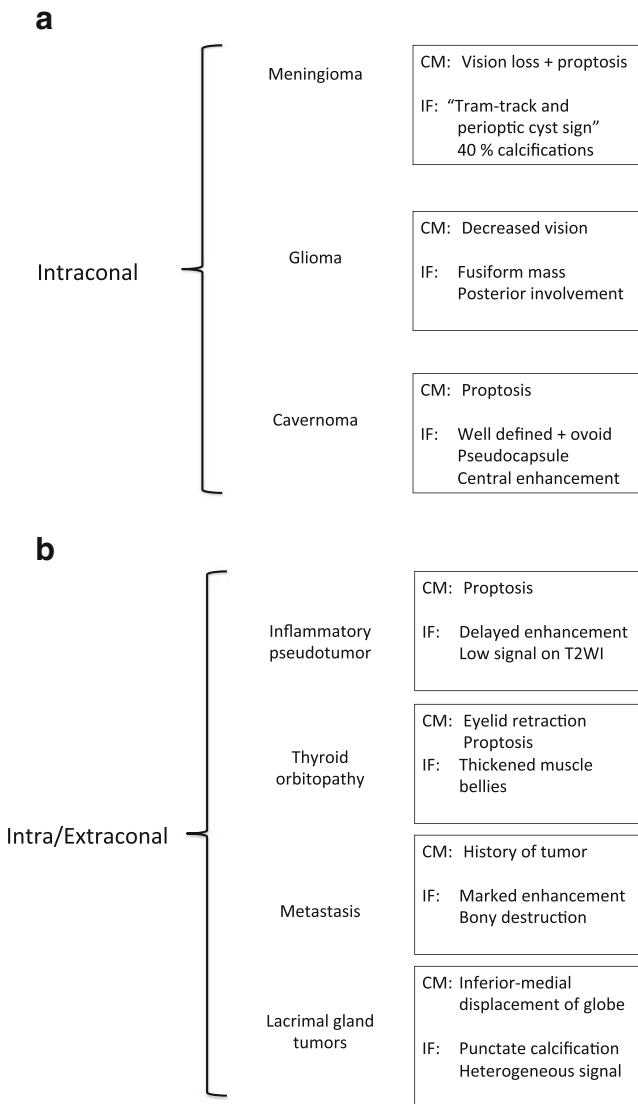 a
Intraconal
Meningioma
CM: Vision loss + proptosis
IF: “Tram-track and
perioptic cyst sign”
40 % calcifications
Glioma
CM: Decreased vision
IF: Fusiform mass
Posterior involvement
Cavernoma
CM: Proptosis
IF: Well defined + ovoid
Pseudocapsule
Central enhancement
b
Intra/Extraconal
Inflammatory
pseudotumor
CM: Proptosis
IF: Delayed enhancement
Low signal on T2WI
Thyroid
orbitopathy
CM: Eyelid retraction
Proptosis
IF: Thickened muscle
bellies
Metastasis
CM: History of tumor
IF: Marked enhancement
Bony destruction
Lacrimal gland
tumors
CM: Inferior-medial
displacement of globe
IF: Punctate calcification
Heterogeneous signal